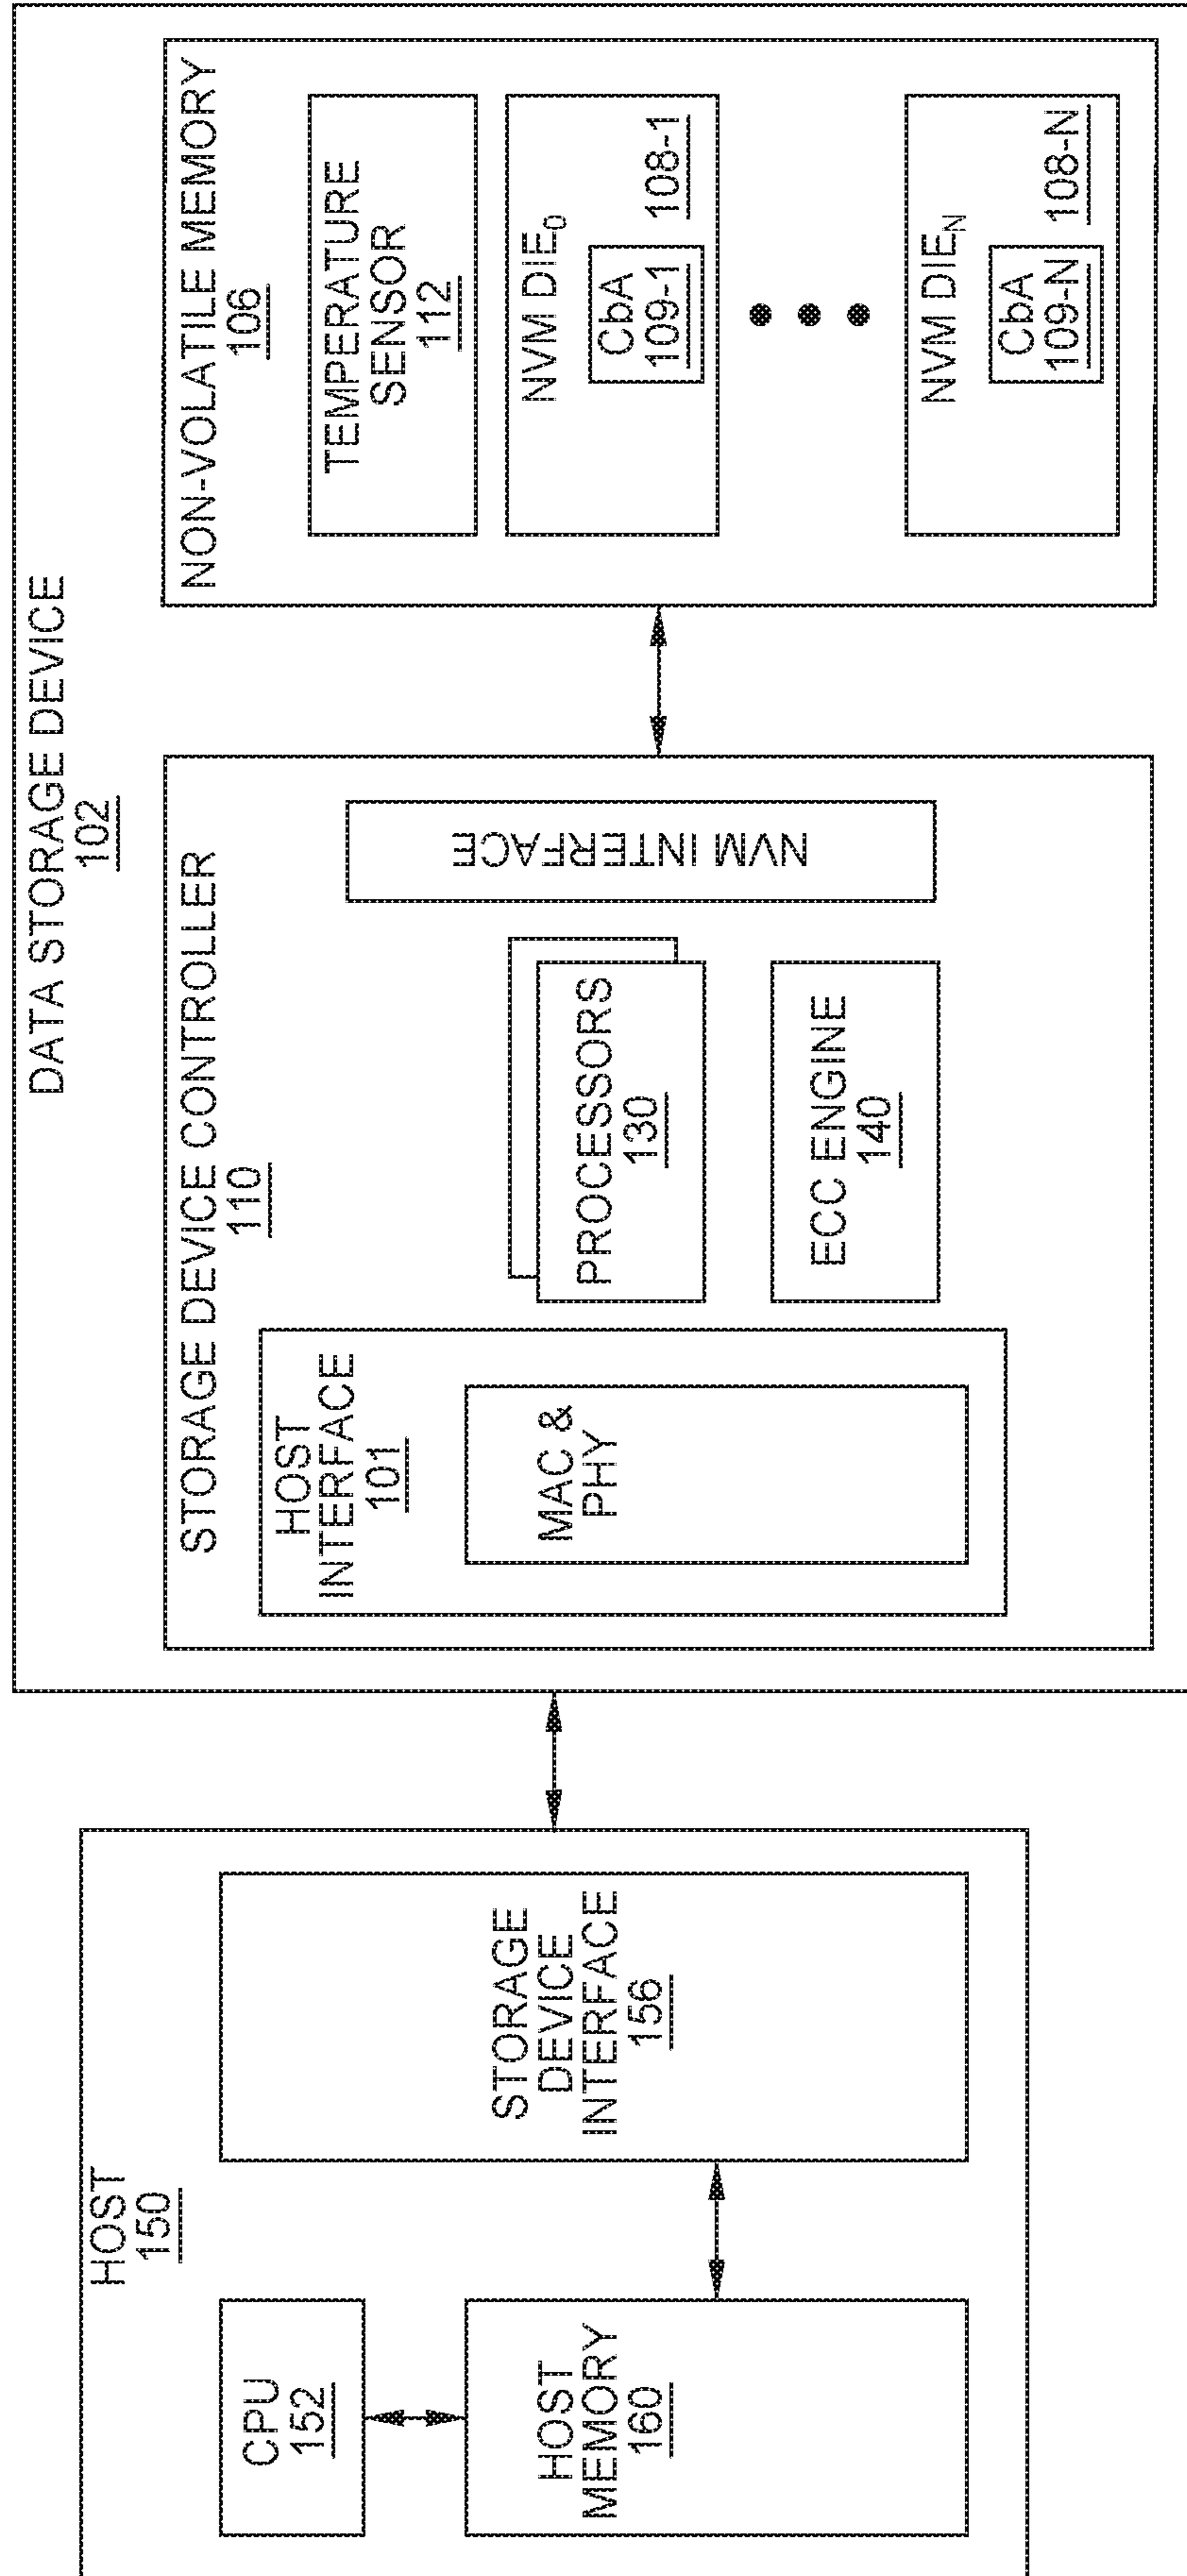 HOST
150
CPU
152
HOST
MEMORY
160
STORAGE
DEVICE
INTERFACE
156
DATA STORAGE DEVICE
102
STORAGE DEVICE CONTROLLER
110
HOST
INTERFACE
101
MAC &
PHY
PROCESSORS
130
ECC ENGINE
140
NVM INTERFACE
NON-VOLATILE MEMORY
106
TEMPERATURE
SENSOR
112
NVM DIE0
CbA
109-1
108-1
NVM DIEN
CbA
109-N
108-N